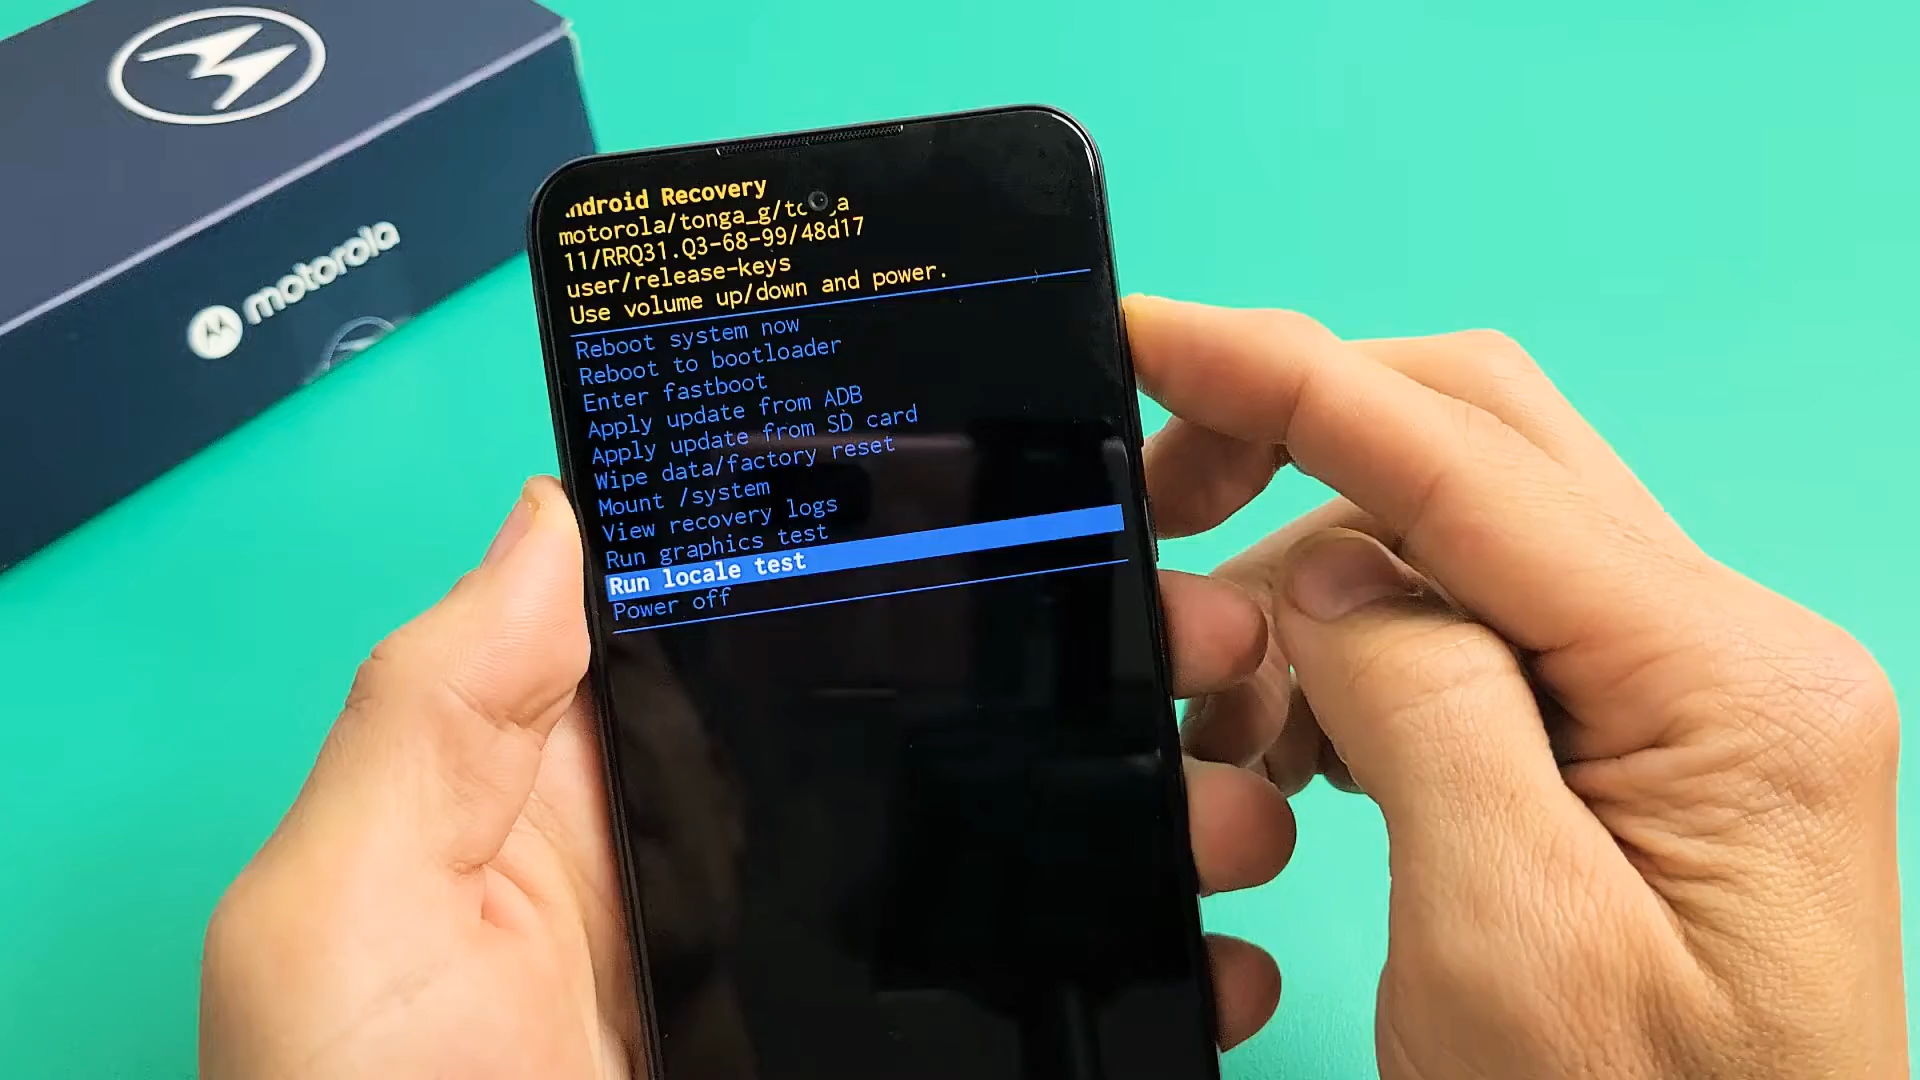 motorola
ndroid Recovery
motorola/tonga_g/to
11/RRQ31.Q3-68-99/48d17
user/release-keys
Use volume up/down and power.
Reboot system now
Reboot to bootloader
Enter fastboot
Apply update from ADB
Apply update from SD card
Wipe data/factory reset
Mount /system
View recovery logs
Run graphics test
Run locale test
Power off